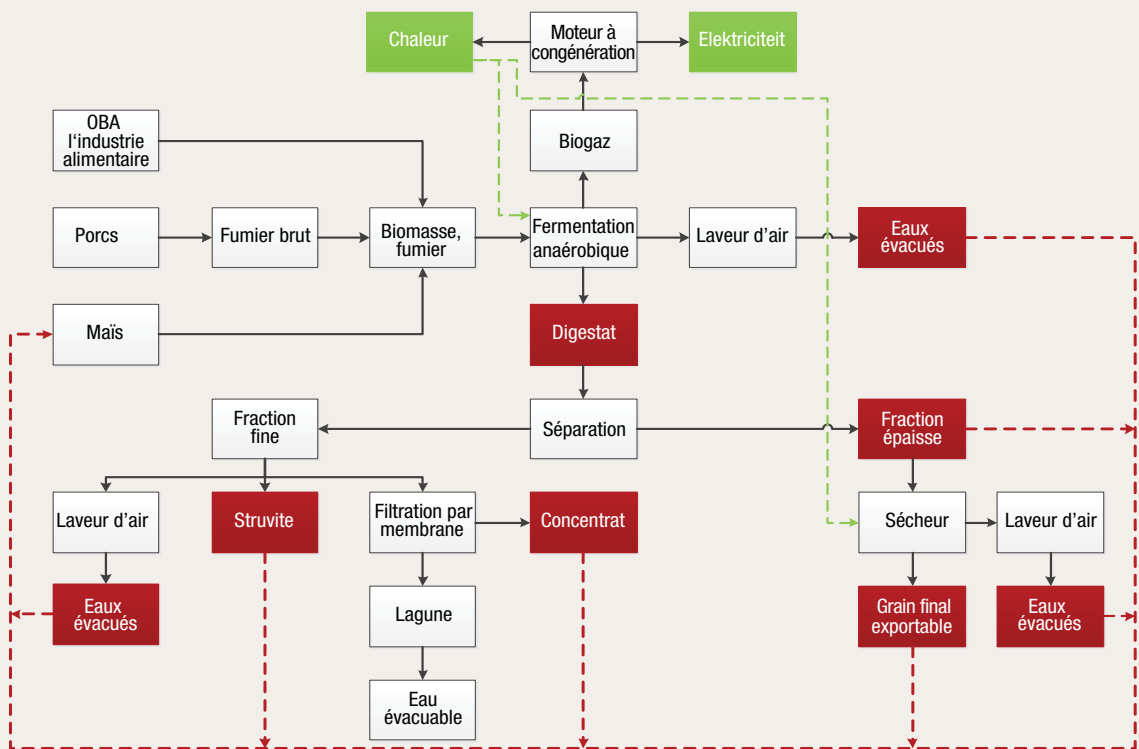 Chaleur
Moteur à
congénération
Elektriciteit
OBA
l'industrie
alimentaire
Biogaz
Porcs
Fumier brut
Biomasse,
fumier
Fermentation
anaérobique
Laveur d'air
Eaux
évacués
Maïs
Digestat
Fraction
fine
Séparation
Fraction
épaisse
Laveur d'air
Struvite
Filtration par
membrane
Concentrat
Sécheur
Laveur d'air
Eaux
évacués
Lagune
Grain final
exportable
Eaux
évacués
Eau
évacuable